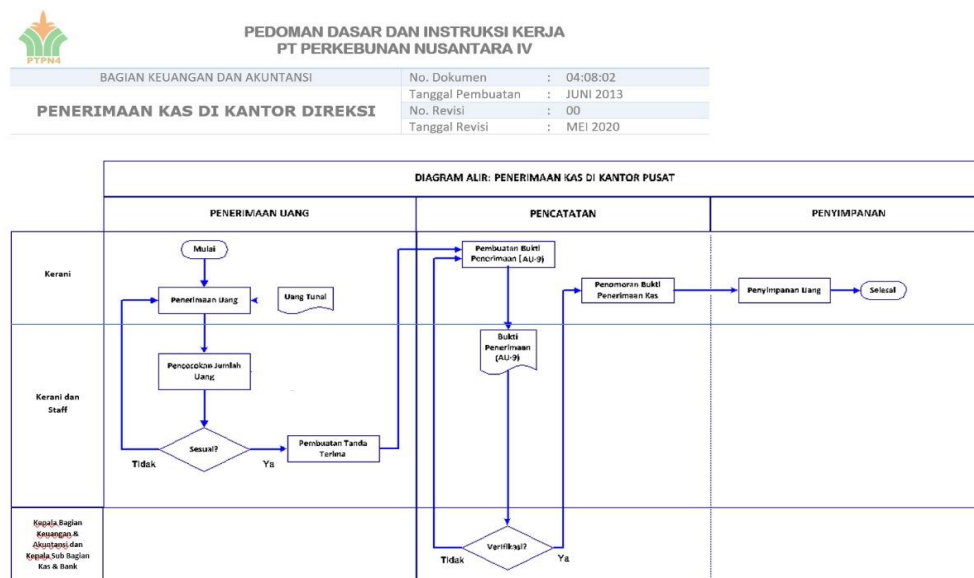 PTPN4
PEDOMAN DASAR DAN INSTRUKSI KERJA
PT PERKEBUNAN NUSANTARA IV
BAGIAN KEUANGAN DAN AKUNTANSI
No. Dokumen : 04:08:02
Tanggal Pembuatan : JUNI 2013
PENERIMAAN KAS DI KANTOR DIREKSI
No. Revisi : 00
Tanggal Revisi : MEI 2020
DIAGRAM ALIR: PENERIMAAN KAS DI KANTOR PUSAT
PENERIMAAN UANG
PENCATATAN
PENYIMPANAN
Kerani
Mulai
Penerimaan Uang
Uang Tunai
Pembuatan Bukti
Penerimaan [AU-9)
Penomoran Bukti
Penerimaan Kas
Penyimpanan Uang
Selesai
Kerani dan
Staff
Pencocokan Jumlah
Uang
Sesuai?
Tidak
Ya
Pembuatan Tanda
Terima
Bukti
Penerimaan
(AU-9)
Kepala Bagian
Keuangan &
Akuntansi dan
Kepala Sub Bagian
Kas & Bank
Verifikasi?
Tidak
Ya